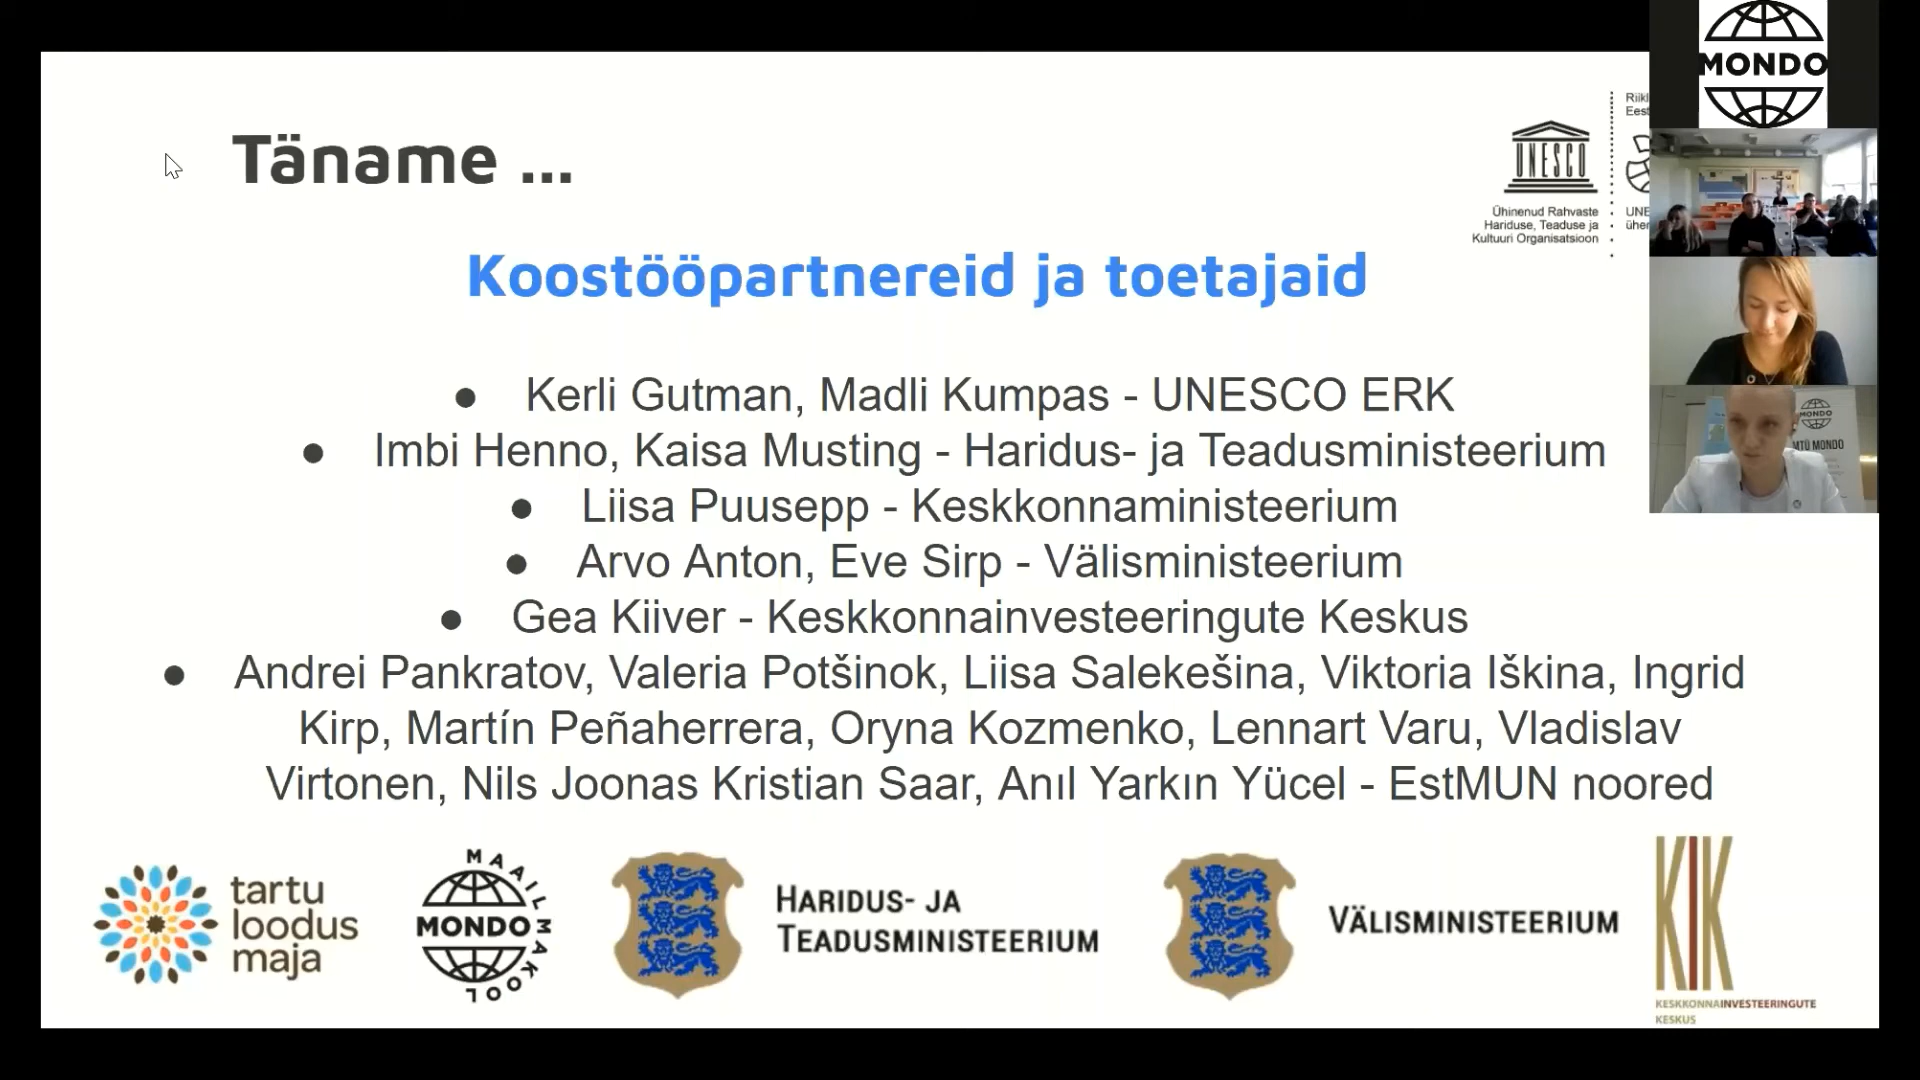 Täname ...
UNESCO
Ühinenud Rahvaste
Hariduse, Teaduse ja
Kultuuri Organisatsioon
MONDO
Koostööpartnereid ja toetajaid
● Kerli Gutman, Madli Kumpas - UNESCO ERK
● Imbi Henno, Kaisa Musting - Haridus- ja Teadusministeerium
● Liisa Puusepp - Keskkonnaministeerium
● Arvo Anton, Eve Sirp - Välisministeerium
● Gea Kiiver - Keskkonnainvesteeringute Keskus
● Andrei Pankratov, Valeria Potšinok, Liisa Salekešina, Viktoria Iškina, Ingrid
Kirp, Martín Peñaherrera, Oryna Kozmenko, Lennart Varu, Vladislav
Virtonen, Nils Joonas Kristian Saar, Anıl Yarkın Yücel - EstMUN noored
MONDO
MTÜ MONDO
tartu
loodus
maja
MAAILMAKOOL
MONDO
HARIDUS- JA
TEADUSMINISTEERIUM
VÄLISMINISTEERIUM
KIK
KESKKONNAINVESTEERINGUTE
KESKUS